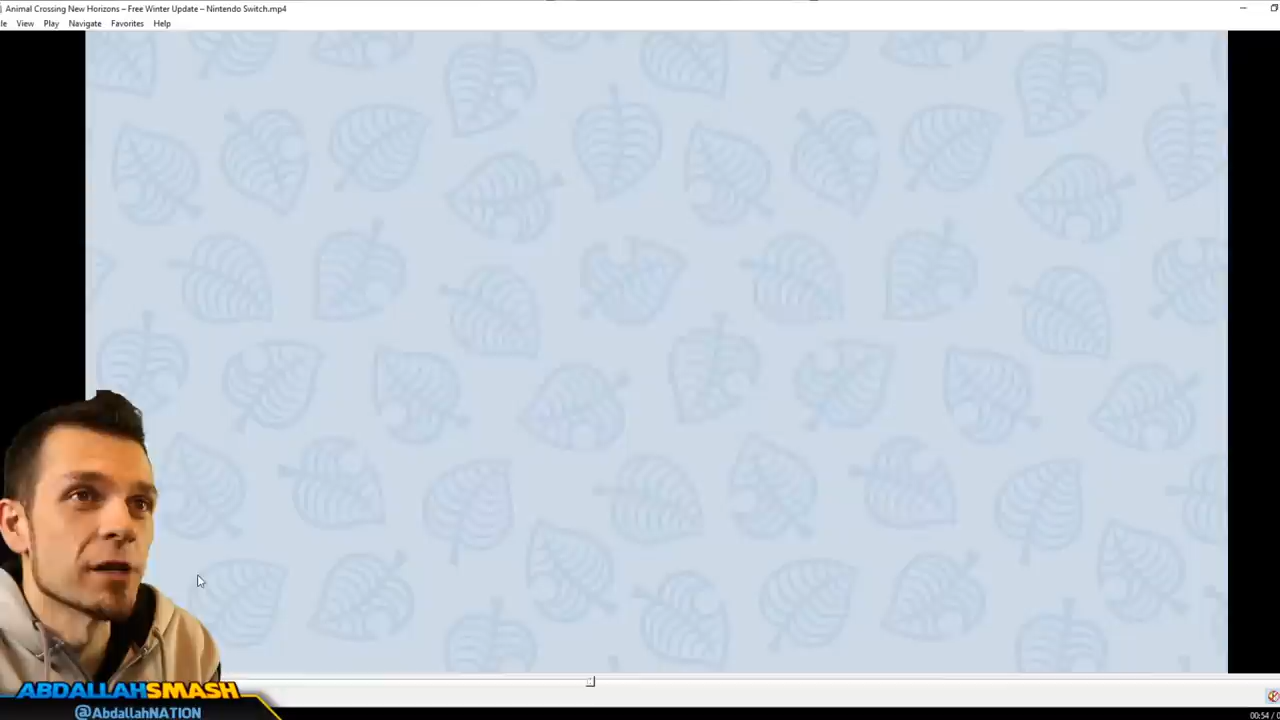 Animal Crossing New Horizons – Free Winter Update – Nintendo Switch.mp4
View Play Navigate Favorites Help
ABDALLAHSMASH
@AbdallahNATION
00:54 /